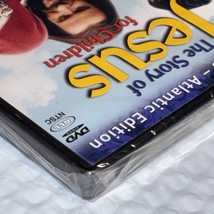 The Story of
Jesus
for Children
- Atlantic Edition
DVD
NTSC